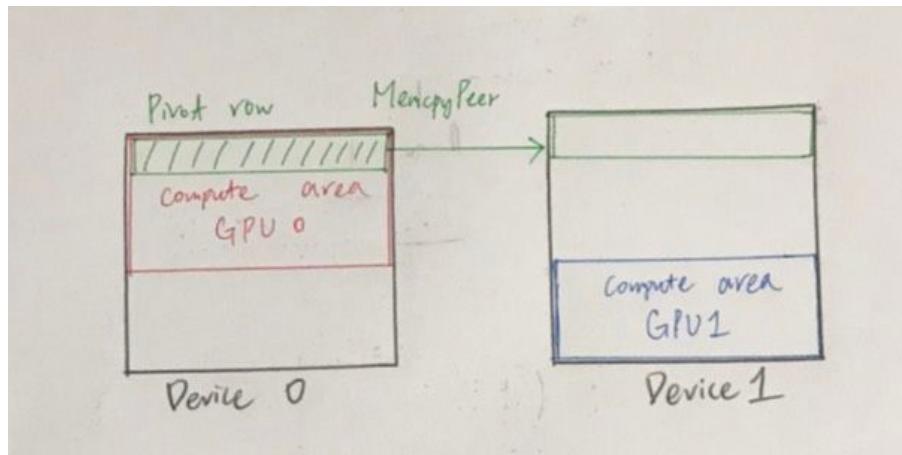 Pivot row
MemcpyPeer
compute area
GPU 0
compute area
GPU1
Device 0
Device 1